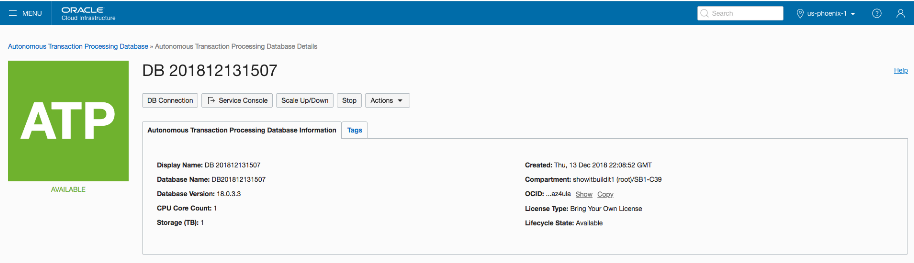 MENU ORACLE Cloud Infrastructure Search us-phoenix-1
Autonomous Transaction Processing Database » Autonomous Transaction Processing Database Details
ATP
AVAILABLE
DB 201812131507
Help
DB Connection Service Console Scale Up/Down Stop Actions
Autonomous Transaction Processing Database Information Tags
Display Name: DB 201812131507
Database Name: DB201812131507
Database Version: 18.0.3.3
CPU Core Count: 1
Storage (TB): 1
Created: Thu, 13 Dec 2018 22:08:52 GMT
Compartment: showitbuildit1 (root)/SB1-C39
OCID: ...az4ula Show Copy
License Type: Bring Your Own License
Lifecycle State: Available